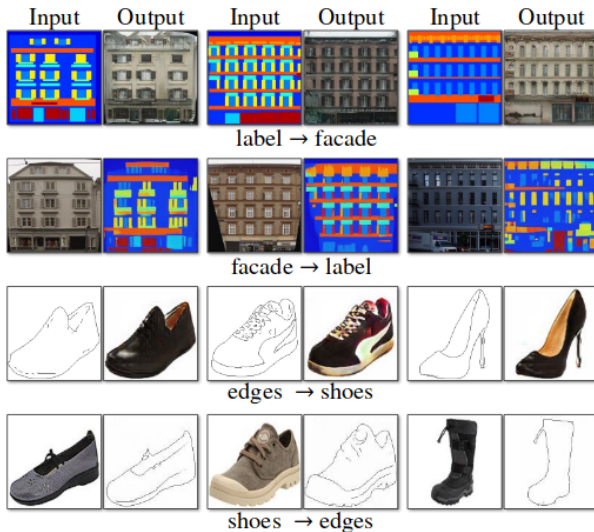 Input Output Input Output Input Output
label → facade
facade → label
edges → shoes
shoes → edges